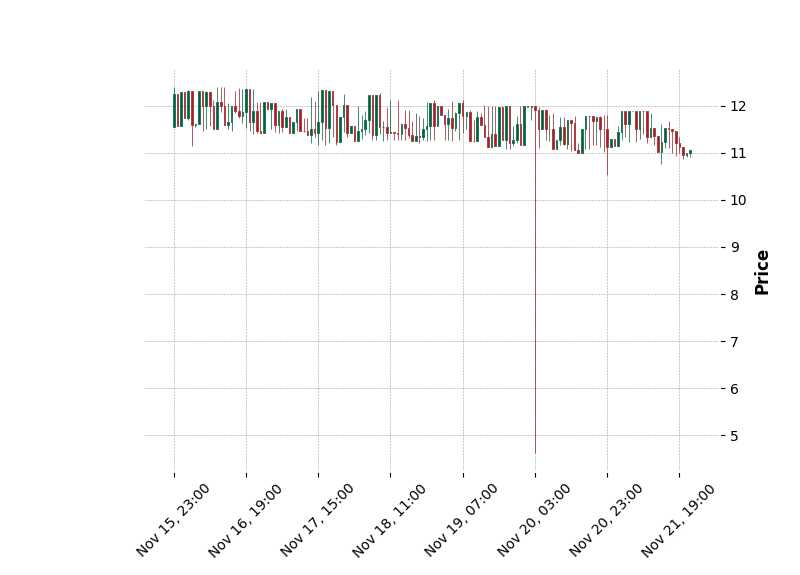 12
11
10
9
8
7
6
5
Price
Nov 15, 23:00
Nov 16, 19:00
Nov 17, 15:00
Nov 18, 11:00
Nov 19, 07:00
Nov 20, 03:00
Nov 20, 23:00
Nov 21, 19:00